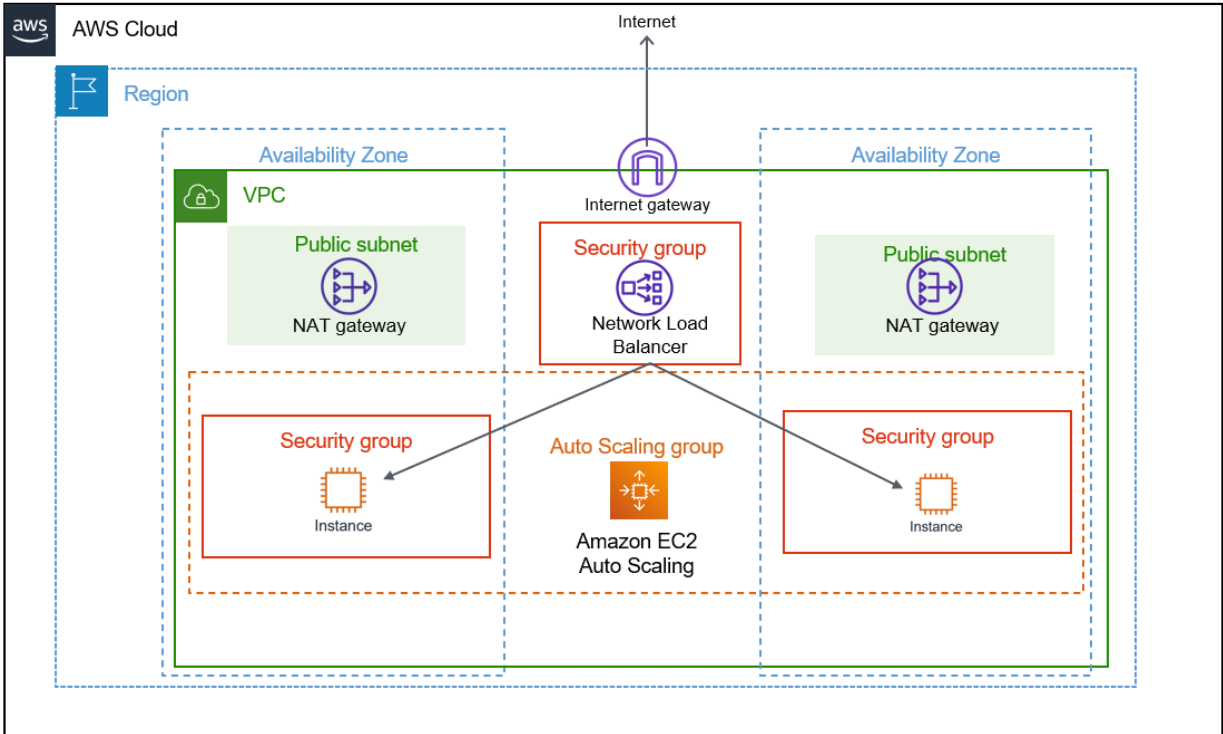 aws
AWS Cloud
Internet
Region
Availability Zone
Availability Zone
VPC
Internet gateway
Public subnet
NAT gateway
Security group
Network Load
Balancer
Public subnet
NAT gateway
Security group
Instance
Auto Scaling group
Amazon EC2
Auto Scaling
Security group
Instance